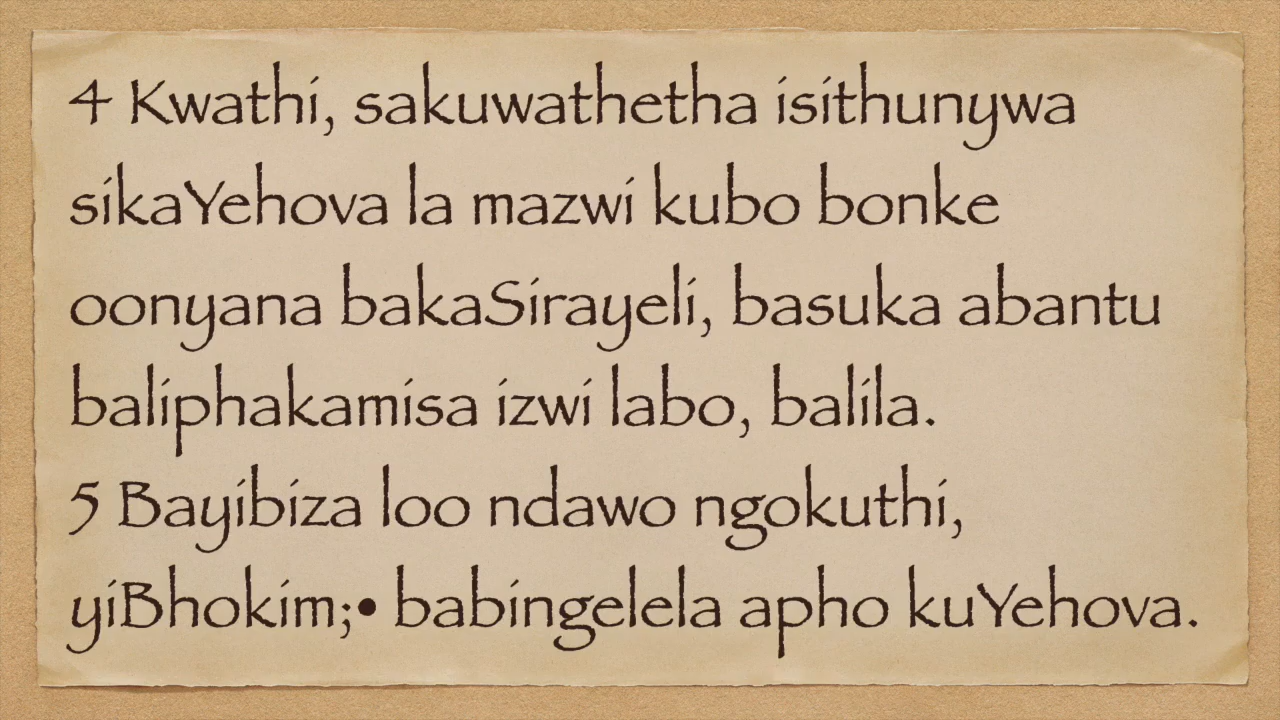 4 Kwathi, sakuwathetha isithunywa
sikaYehova la mazwi kubo bonke
oonyana bakaSirayeli, basuka abantu
baliphakamisa izwi labo, balila.
5 Bayibiza loo ndawo ngokuthi,
yiBhokim;• babingelela apho kuYehova.